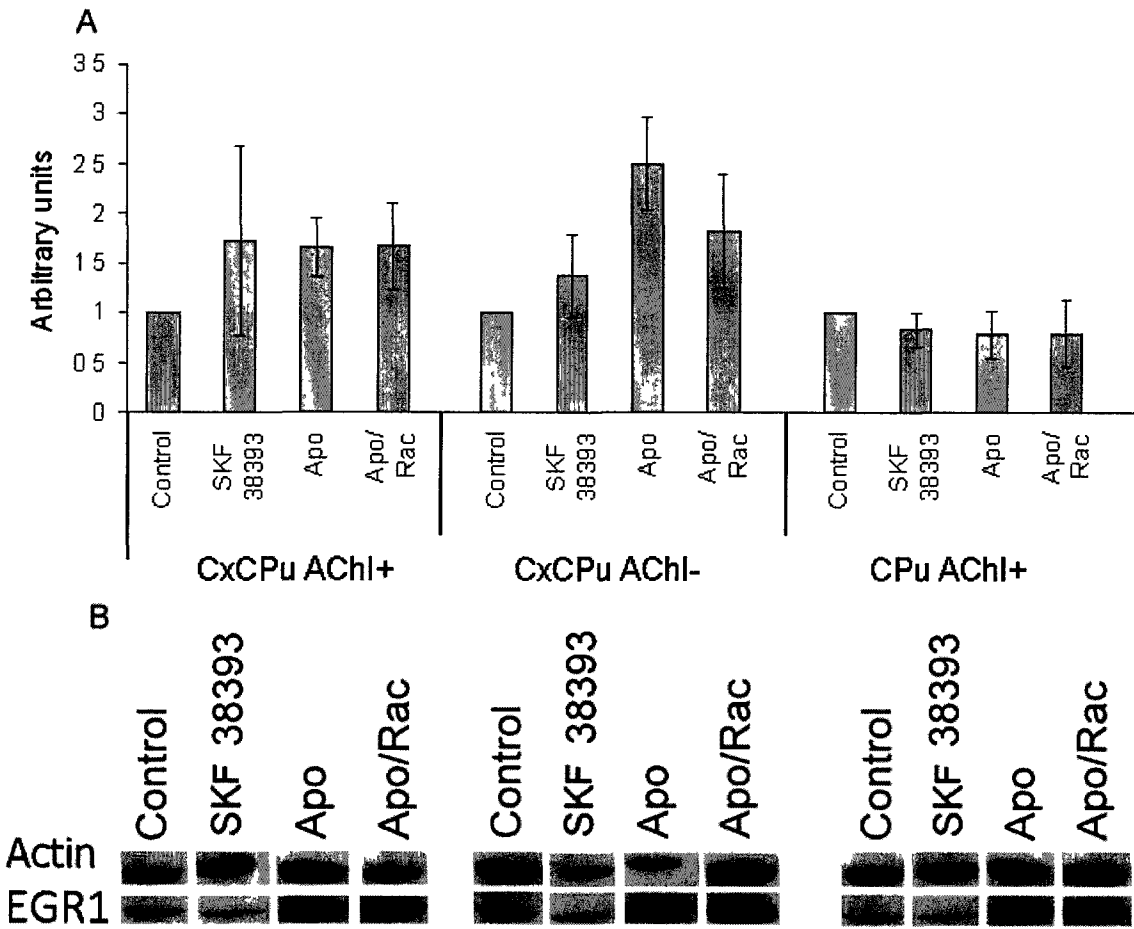 A
3 5
3
2 5
2
1 5
1
0 5
0
Arbitrary units
Control
SKF
38393
Apo
Apo/
Rac
Control
SKF
38393
Apo
Apo/
Rac
Control
SKF
38393
Apo
Apo/
Rac
CxCPu AChI+
CxCPu AChI-
CPu AChI+
B
Control
SKF 38393
Apo
Apo/Rac
Control
SKF 38393
Apo
Apo/Rac
Control
SKF 38393
Apo
Apo/Rac
Actin
EGR1